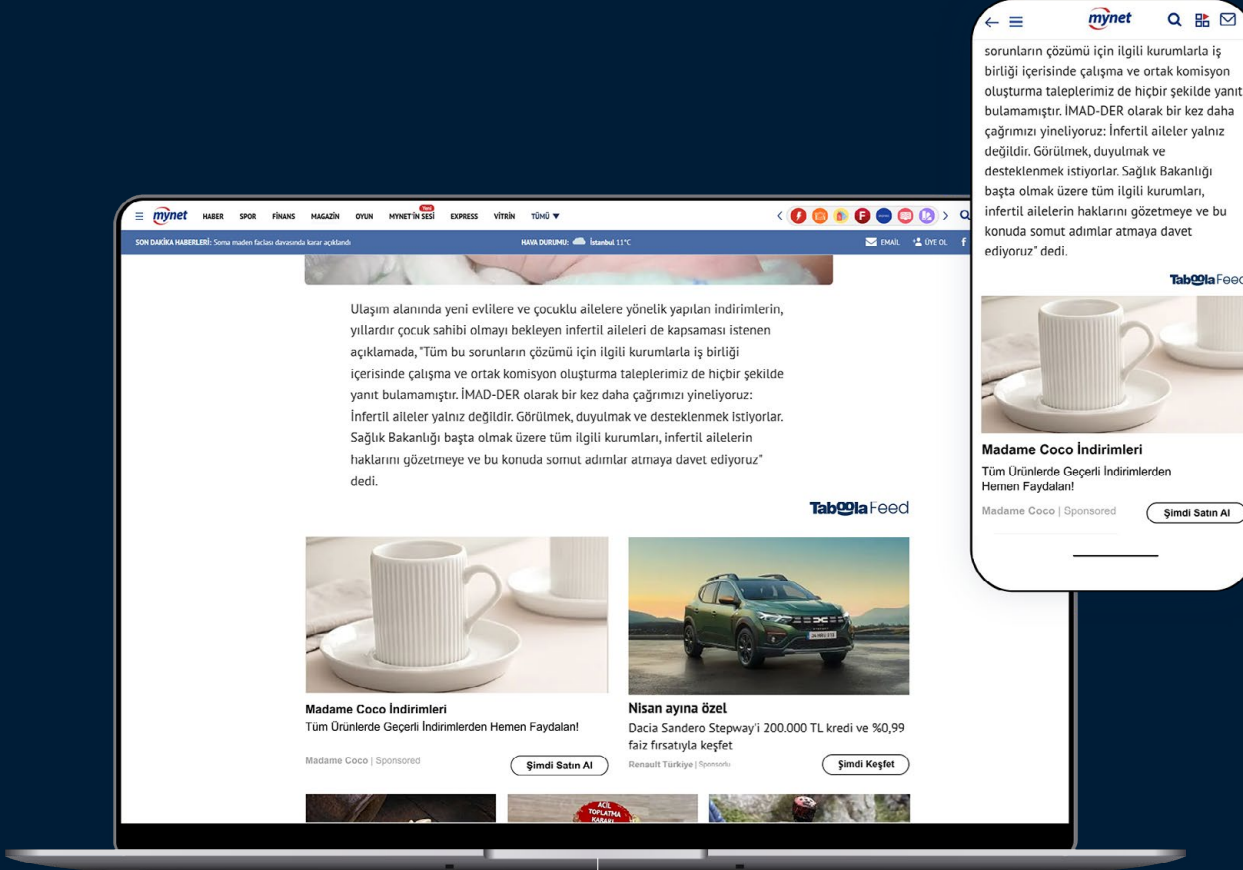 mynet
HABER SPOR FİNANS MAGAZİN OYUN MYNET'İN SESİ Yeni EXPRESS VİTRİN TÜMÜ
SON DAKİKA HABERLERİ: Soma maden faciası davasında karar açıklandı
HAVA DURUMU: İstanbul 11°C
EMAİL ÜYE OL f
Ulaşım alanında yeni evlilere ve çocuklu ailelere yönelik yapılan indirimlerin,
yıllardır çocuk sahibi olmayı bekleyen infertil aileleri de kapsaması istenen
açıklamada, "Tüm bu sorunların çözümü için ilgili kurumlarla iş birliği
içerisinde çalışma ve ortak komisyon oluşturma taleplerimiz de hiçbir şekilde
yanıt bulamamıştır. İMAD-DER olarak bir kez daha çağrımızı yineliyoruz:
İnfertil aileler yalnız değildir. Görülmek, duyulmak ve desteklenmek istiyorlar.
Sağlık Bakanlığı başta olmak üzere tüm ilgili kurumları, infertil ailelerin
haklarını gözetmeye ve bu konuda somut adımlar atmaya davet ediyoruz"
dedi.
Taboola Feed
Madame Coco İndirimleri
Tüm Ürünlerde Geçerli İndirimlerden Hemen Faydalan!
Madame Coco | Sponsored
Şimdi Satın Al
Nisan ayına özel
Dacia Sandero Stepway'i 200.000 TL kredi ve %0,99
faiz fırsatıyla keşfet
Renault Türkiye | Sponsorlu
Şimdi Keşfet
ACİL
TOPLATMA
KARARI
mynet
sorunların çözümü için ilgili kurumlarla iş
birliği içerisinde çalışma ve ortak komisyon
oluşturma taleplerimiz de hiçbir şekilde yanıt
bulamamıştır. İMAD-DER olarak bir kez daha
çağrımızı yineliyoruz: İnfertil aileler yalnız
değildir. Görülmek, duyulmak ve
desteklenmek istiyorlar. Sağlık Bakanlığı
başta olmak üzere tüm ilgili kurumları,
infertil ailelerin haklarını gözetmeye ve bu
konuda somut adımlar atmaya davet
ediyoruz" dedi.
Taboola Feed
Madame Coco İndirimleri
Tüm Ürünlerde Geçerli İndirimlerden
Hemen Faydalan!
Madame Coco | Sponsored
Şimdi Satın Al